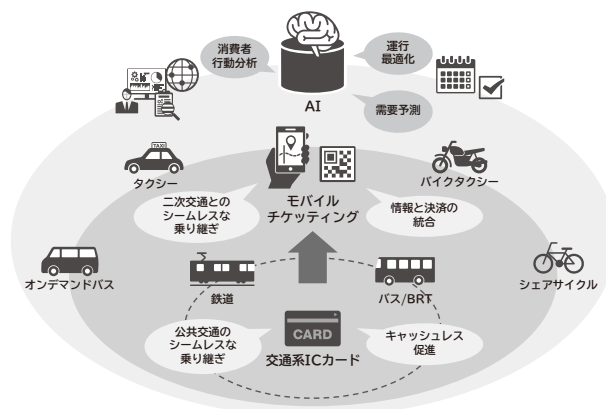 消費者
行動分析
運行
最適化
AI
需要予測
TAXI
タクシー
バイクタクシー
二次交通との
シームレスな
乗り継ぎ
モバイル
チケッティング
情報と決済の
統合
オンデマンドバス
鉄道
バス/BRT
シェアサイクル
公共交通の
シームレスな
乗り継ぎ
CARD
交通系ICカード
キャッシュレス
促進